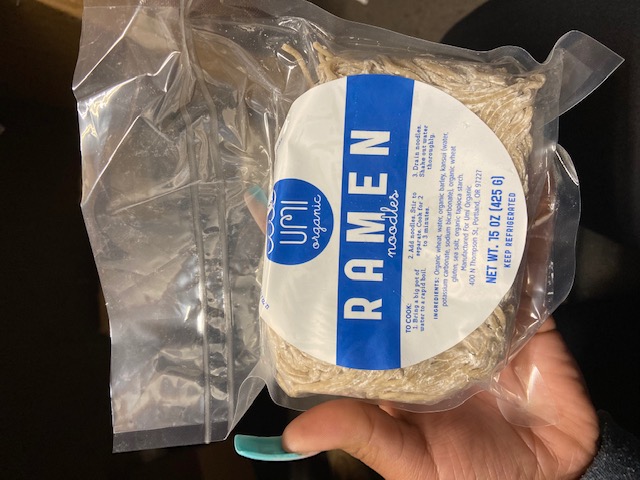 UMI
organic
RAMEN
noodles
TO COOK:
1. Bring a big pot of
water to a rapid boil.
2. Add noodles. Stir to
separate. Cook for 2
to 3 minutes.
3. Drain noodles.
Shake out water
thoroughly.
INGREDIENTS: Organic wheat, water, organic barley, kansui (water,
potassium carbonate, sodium bicarbonate), organic wheat
gluten, sea salt, organic tapioca starch.
Manufactured For Umi Organic
400 N Thompson St, Portland, OR 97227
NET WT. 15 OZ (425 G)
KEEP REFRIGERATED